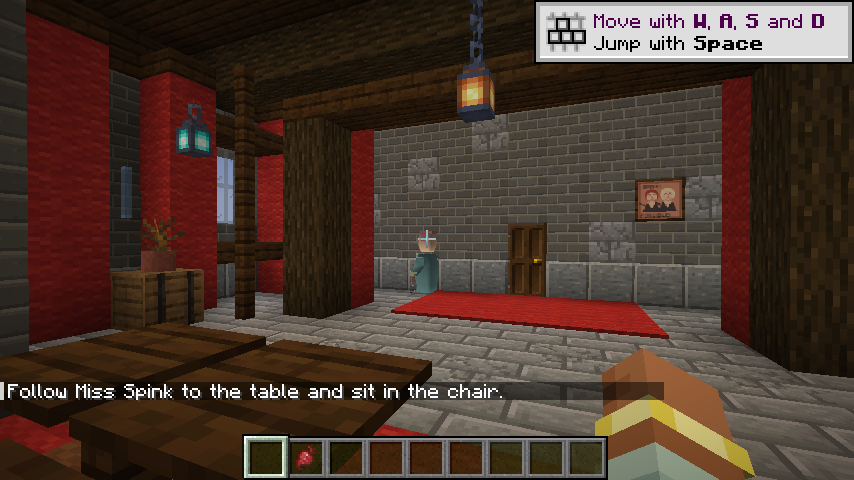 Move with W, A, S and D
Jump with Space
Follow Miss Spink to the table and sit in the chair.